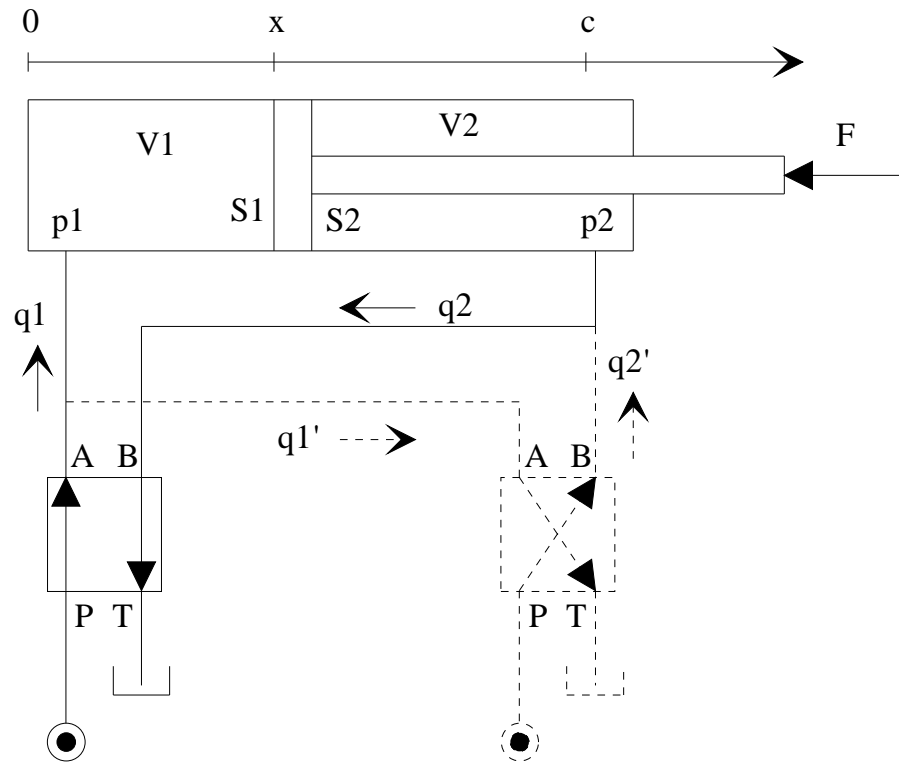 0 x c
V1 V2 F
S1 S2
p1 p2
q1 q2
q2'
q1'
A B A B
P T P T